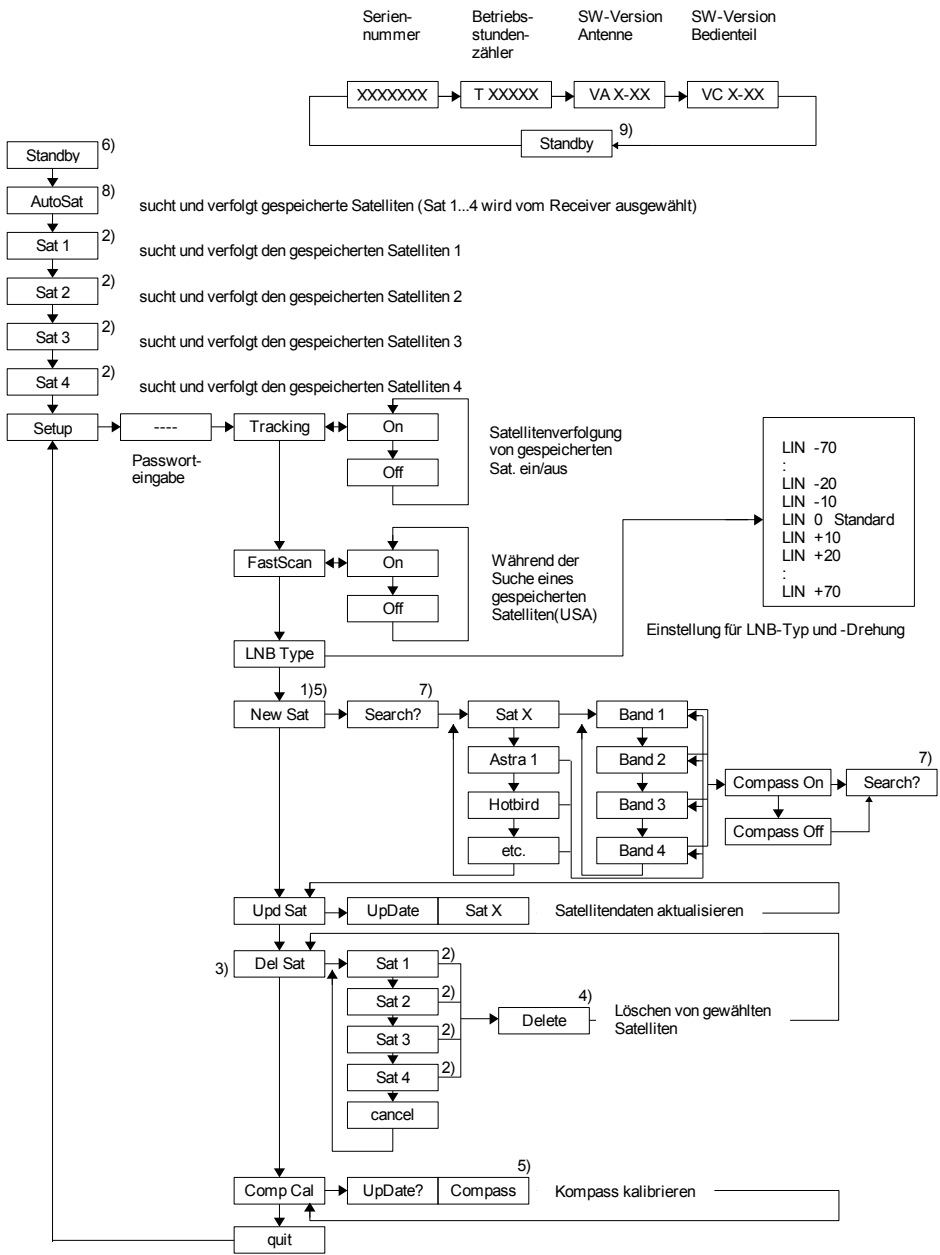 Serien-
nummer
Betriebs-
stunden-
zähler
SW-Version
Antenne
SW-Version
Bedienteil
XXXXXXX
T XXXXX
VA X-XX
VC X-XX
Standby
9)
Standby
6)
AutoSat
8)
sucht und verfolgt gespeicherte Satelliten (Sat 1...4 wird vom Receiver ausgewählt)
Sat 1
2)
sucht und verfolgt den gespeicherten Satelliten 1
Sat 2
2)
sucht und verfolgt den gespeicherten Satelliten 2
Sat 3
2)
sucht und verfolgt den gespeicherten Satelliten 3
Sat 4
2)
sucht und verfolgt den gespeicherten Satelliten 4
Setup
----
Passwort-
eingabe
Tracking
On
Off
Satellitenverfolgung
von gespeicherten
Sat. ein/aus
LIN -70
:
LIN -20
LIN -10
LIN 0 Standard
LIN +10
LIN +20
:
LIN +70
Einstellung für LNB-Typ und -Drehung
FastScan
On
Off
Während der
Suche eines
gespeicherten
Satelliten(USA)
LNB Type
1)5)
New Sat
7)
Search?
Sat X
Astra 1
Hotbird
etc.
Band 1
Band 2
Band 3
Band 4
Compass On
Compass Off
7)
Search?
Upd Sat
UpDate
Sat X
Satellitendaten aktualisieren
3)
Del Sat
Sat 1
2)
Sat 2
2)
Sat 3
2)
Sat 4
2)
cancel
4)
Delete
Löschen von gewählten
Satelliten
Comp Cal
UpDate?
Compass
5)
Kompass kalibrieren
quit